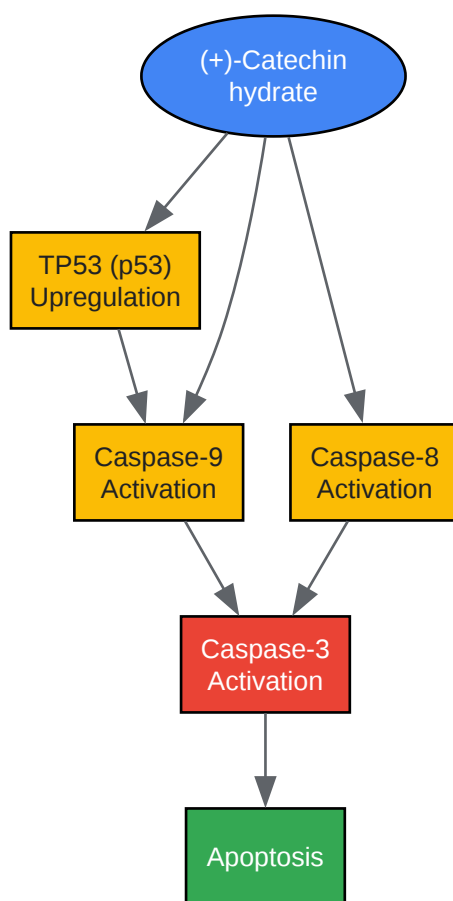 (+)-Catechin
hydrate
TP53 (p53)
Upregulation
Caspase-9
Activation
Caspase-8
Activation
Caspase-3
Activation
Apoptosis